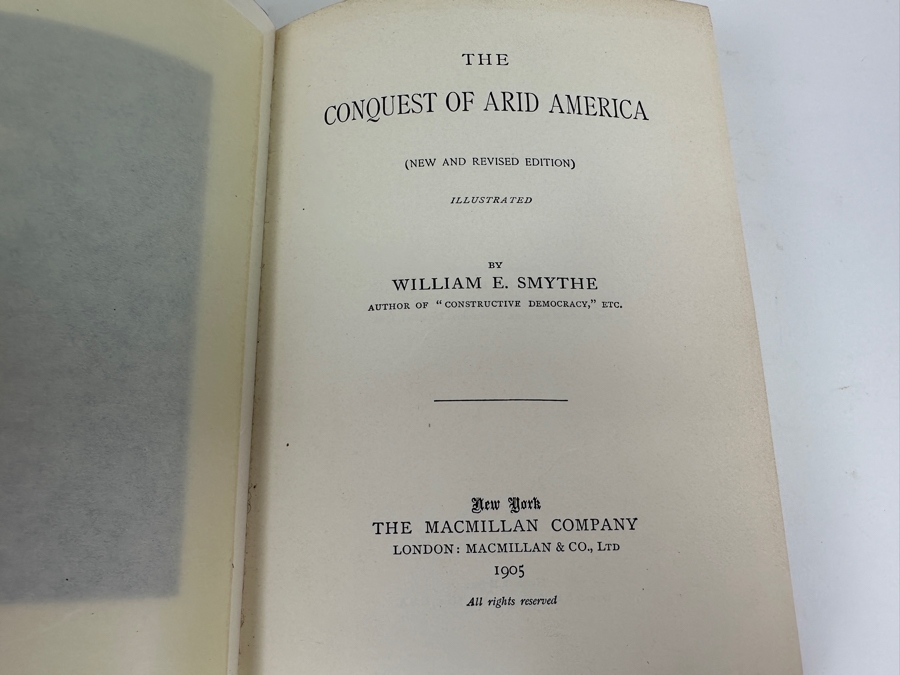 THE
CONQUEST OF ARID AMERICA
(NEW AND REVISED EDITION)
ILLUSTRATED
BY
WILLIAM E. SMYTHE
AUTHOR OF "CONSTRUCTIVE DEMOCRACY," ETC.
New York
THE MACMILLAN COMPANY
LONDON: MACMILLAN & CO., LTD
1905
All rights reserved